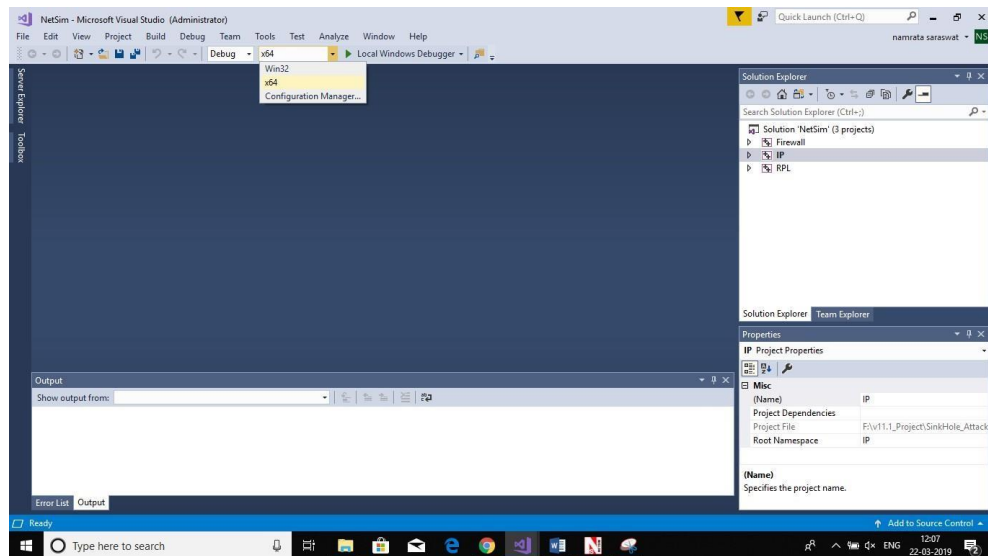 NetSim - Microsoft Visual Studio (Administrator)
Quick Launch (Ctrl+Q)
File Edit View Project Build Debug Team Tools Test Analyze Window Help
namrata saraswat NS
Debug x64 Local Windows Debugger
Win32
x64
Configuration Manager...
Server Explorer
Toolbox
Solution Explorer
Search Solution Explorer (Ctrl+;)
Solution 'NetSim' (3 projects)
Firewall
IP
RPL
Solution Explorer Team Explorer
Properties
IP Project Properties
Misc
(Name) IP
Project Dependencies
Project File F:\v11.1_Project\SinkHole_Attack
Root Namespace IP
(Name)
Specifies the project name.
Output
Show output from:
Error List Output
Ready
Add to Source Control
Type here to search
ENG
12:07
22-03-2019